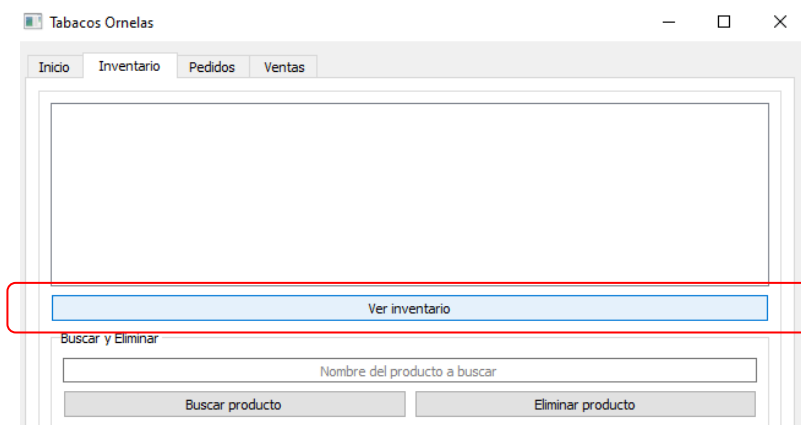 Tabacos Ornelas
Inicio Inventario Pedidos Ventas
Ver inventario
Buscar y Eliminar
Nombre del producto a buscar
Buscar producto Eliminar producto